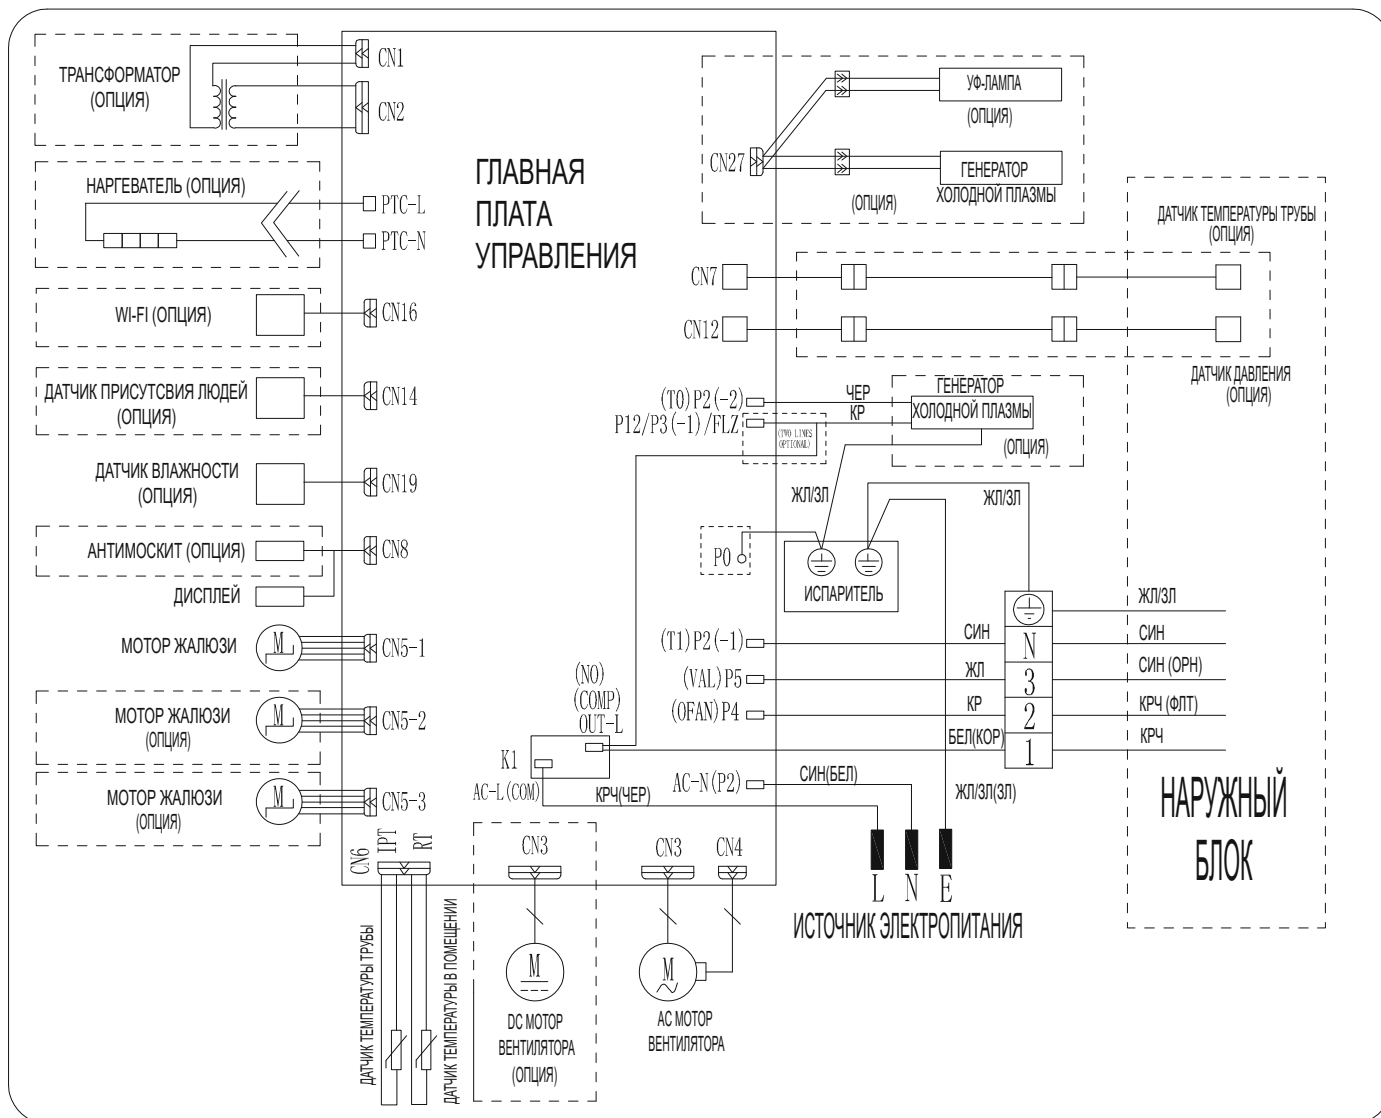 ТРАНСФОРМАТОР
(ОПЦИЯ)
CN1
CN2
НАРГЕВАТЕЛЬ (ОПЦИЯ)
PTC-L
PTC-N
WI-FI (ОПЦИЯ)
CN16
ДАТЧИК ПРИСУТСВИЯ ЛЮДЕЙ
(ОПЦИЯ)
CN14
ДАТЧИК ВЛАЖНОСТИ
(ОПЦИЯ)
CN19
АНТИМОСКИТ (ОПЦИЯ)
CN8
ДИСПЛЕЙ
МОТОР ЖАЛЮЗИ
M
CN5-1
МОТОР ЖАЛЮЗИ
(ОПЦИЯ)
M
CN5-2
МОТОР ЖАЛЮЗИ
(ОПЦИЯ)
M
CN5-3
ГЛАВНАЯ
ПЛАТА
УПРАВЛЕНИЯ
CN27
УФ-ЛАМПА
(ОПЦИЯ)
ГЕНЕРАТОР
ХОЛОДНОЙ ПЛАЗМЫ
(ОПЦИЯ)
ДАТЧИК ТЕМПЕРАТУРЫ ТРУБЫ
(ОПЦИЯ)
CN7
CN12
ДАТЧИК ДАВЛЕНИЯ
(ОПЦИЯ)
(T0)P2(-2)
ЧЕР
P12/P3(-1)/FLZ
КР
(TWO LINES
OPTIONAL)
ГЕНЕРАТОР
ХОЛОДНОЙ ПЛАЗМЫ
(ОПЦИЯ)
ЖЛ/ЗЛ
ЖЛ/ЗЛ
P0
ИСПАРИТЕЛЬ
ЖЛ/ЗЛ
(T1)P2(-1)
СИН
N
СИН
(VAL)P5
ЖЛ
3
СИН (ОРН)
(OFAN)P4
КР
2
КРЧ (ФЛТ)
БЕЛ(КОР)
1
КРЧ
(NO)
(COMP)
OUT-L
K1
AC-L(COM)
КРЧ(ЧЕР)
AC-N(P2)
СИН(БЕЛ)
ЖЛ/ЗЛ(ЗЛ)
L
N
E
ИСТОЧНИК ЭЛЕКТРОПИТАНИЯ
НАРУЖНЫЙ
БЛОК
CN6
IPT
RT
ДАТЧИК ТЕМПЕРАТУРЫ ТРУБЫ
ДАТЧИК ТЕМПЕРАТУРЫ В ПОМЕЩЕНИИ
CN3
M
DC МОТОР
ВЕНТИЛЯТОРА
(ОПЦИЯ)
CN3
CN4
M
AC МОТОР
ВЕНТИЛЯТОРА